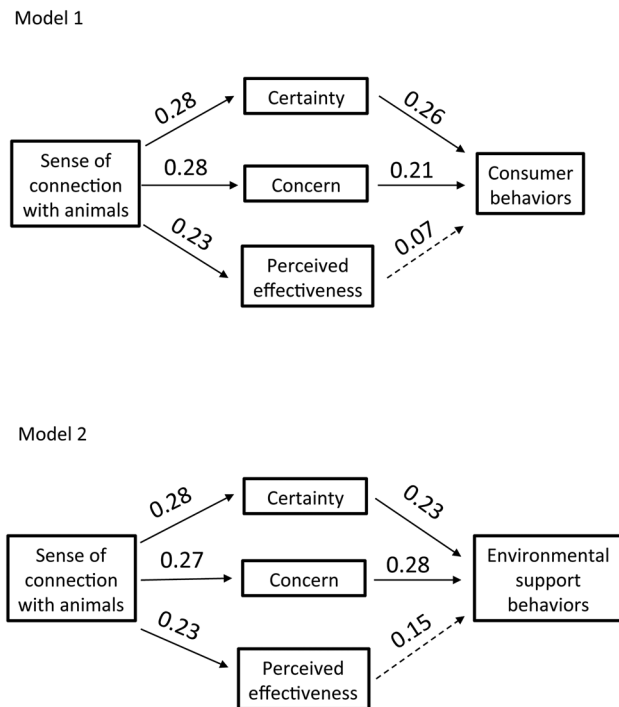 Model 1
0.28
Certainty
0.26
Sense of
connection
with animals
0.28
Concern
0.21
Consumer
behaviors
0.23
Perceived
effectiveness
0.07
Model 2
0.28
Certainty
0.23
Sense of
connection
with animals
0.27
Concern
0.28
Environmental
support
behaviors
0.23
Perceived
effectiveness
0.15